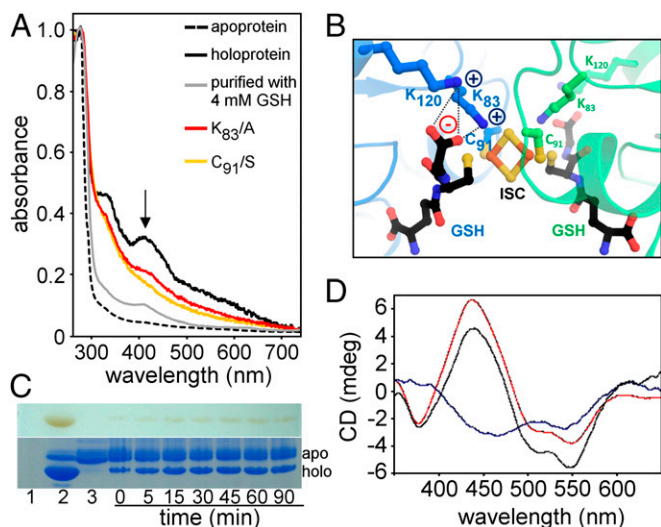 A
absorbance
1.0
0.8
0.6
0.4
0.2
0
300 400 500 600 700
wavelength (nm)
apoprotein
holoprotein
purified with
4 mM GSH
K83/A
C91/S
B
K120
K83
C91
+
+
-
ISC
GSH
K120
K83
C91
GSH
C
apo
holo
1 2 3 0 5 15 30 45 60 90
time (min)
D
CD (mdeg)
6
4
2
0
-2
-4
-6
400 450 500 550 600
wavelength (nm)